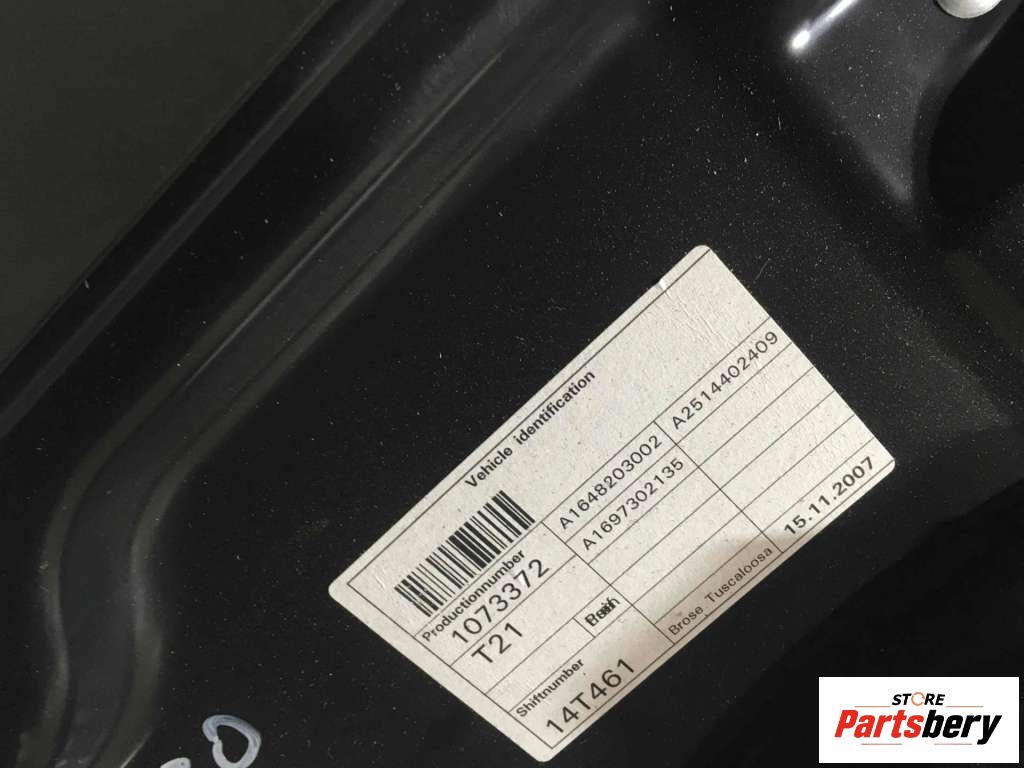 Vehicle identification
Productionnumber
1073372
T21
A1648203002
A1697302135
A2514402409
Shiftnumber
14T461
Brose Tuscaloosa
15.11.2007
STORE
Partsbery